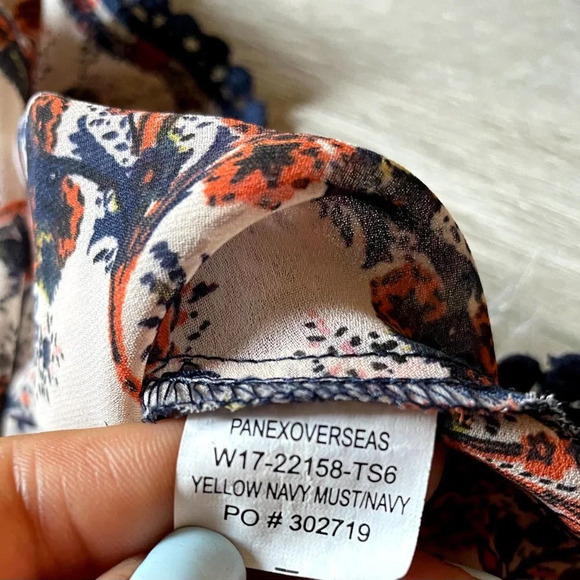 PANEXOVERSEAS
W17-22158-TS6
YELLOW NAVY MUST/NAVY
PO # 302719